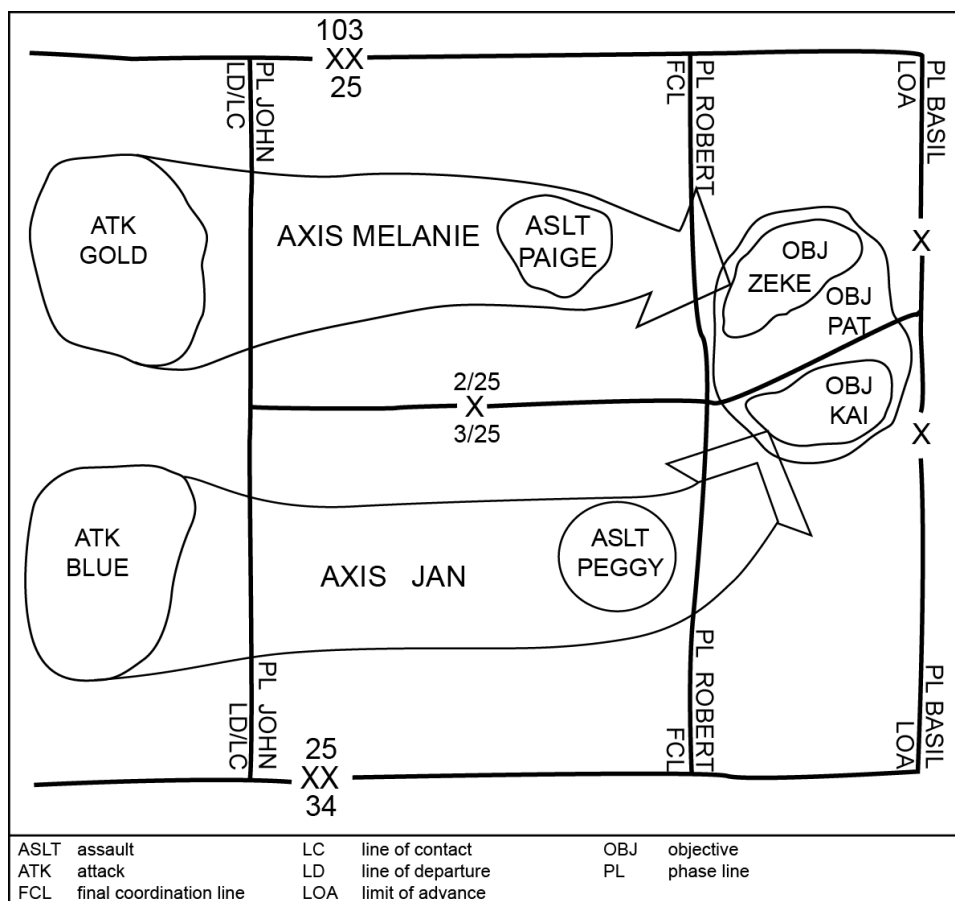 103
XX
25
LD/LC
PL JOHN
FCL
PL ROBERT
LOA
PL BASIL
ATK
GOLD
AXIS MELANIE
ASLT
PAIGE
OBJ
ZEKE
OBJ
PAT
X
2/25
X
3/25
OBJ
KAI
X
ATK
BLUE
AXIS JAN
ASLT
PEGGY
LD/LC
PL JOHN
FCL
PL ROBERT
LOA
PL BASIL
25
XX
34
ASLT assault
ATK attack
FCL final coordination line
LC line of contact
LD line of departure
LOA limit of advance
OBJ objective
PL phase line